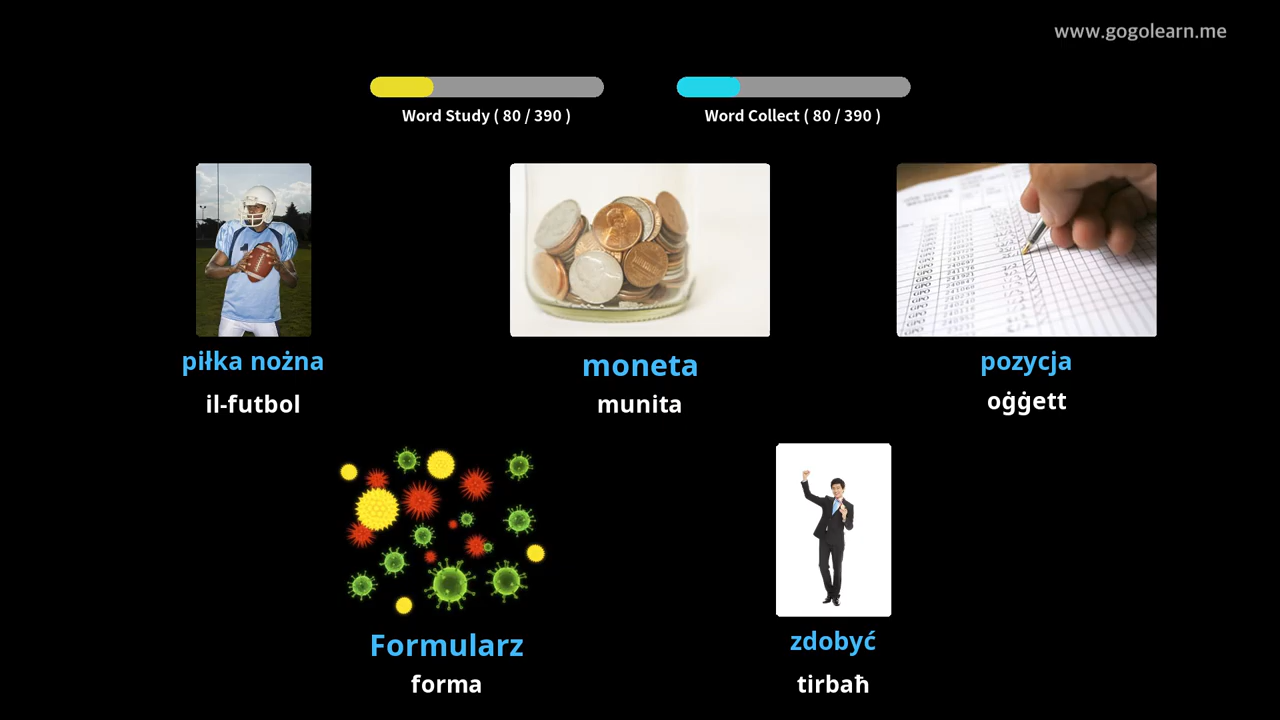 www.gogolearn.me
Word Study ( 80 / 390 )
Word Collect ( 80 / 390 )
piłka nożna
moneta
pozycja
il-futbol
munita
oġġett
Formularz
zdobyć
forma
tirbaħ